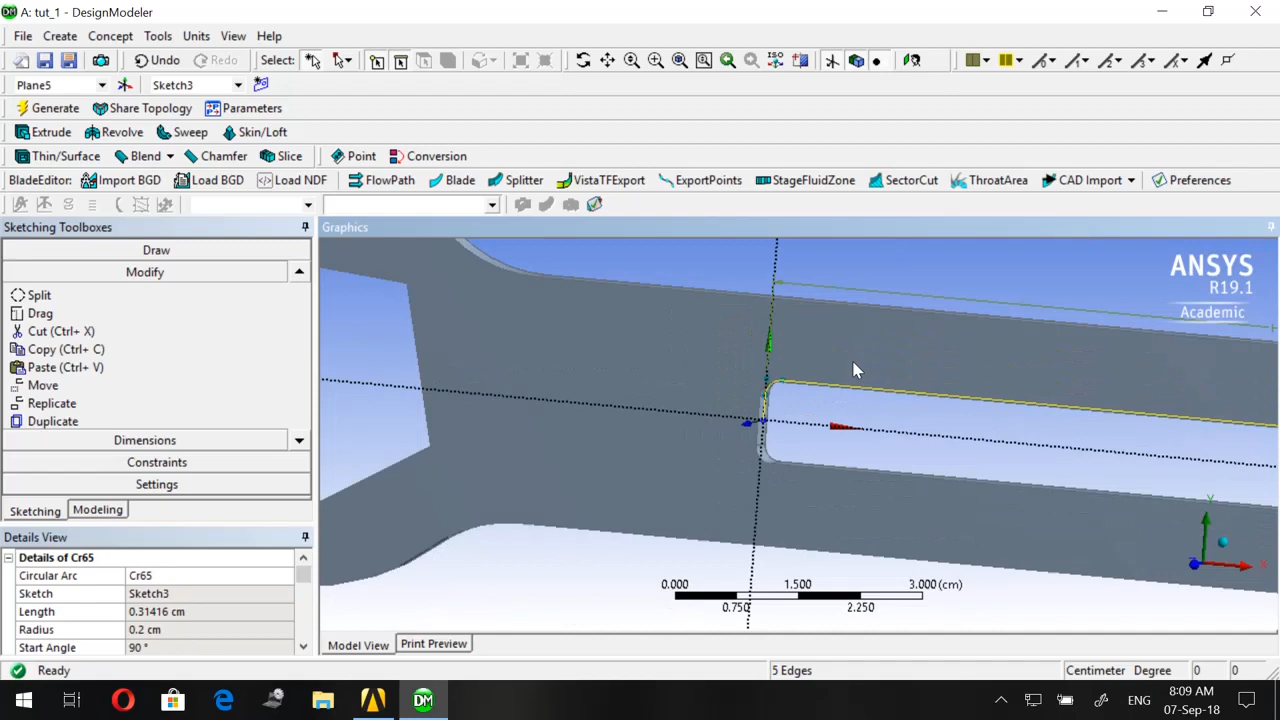 A: tut_1 - DesignModeler
File Create Concept Tools Units View Help
Undo Redo Select:
Plane5 Sketch3
Generate Share Topology Parameters
Extrude Revolve Sweep Skin/Loft
Thin/Surface Blend Chamfer Slice Point Conversion
BladeEditor: Import BGD Load BGD Load NDF FlowPath Blade Splitter VistaTFExport ExportPoints StageFluidZone SectorCut ThroatArea CAD Import Preferences
Sketching Toolboxes
Graphics
Draw
Modify
Split
Drag
Cut (Ctrl+ X)
Copy (Ctrl+ C)
Paste (Ctrl+ V)
Move
Replicate
Duplicate
Dimensions
Constraints
Settings
Sketching Modeling
Details View
Details of Cr65
Circular Arc Cr65
Sketch Sketch3
Length 0.31416 cm
Radius 0.2 cm
Start Angle 90 °
ANSYS
R19.1
Academic
Y
X
0.000 1.500 3.000 (cm)
0.750 2.250
Model View Print Preview
Ready 5 Edges Centimeter Degree 0 0
DM
ENG
8:09 AM
07-Sep-18